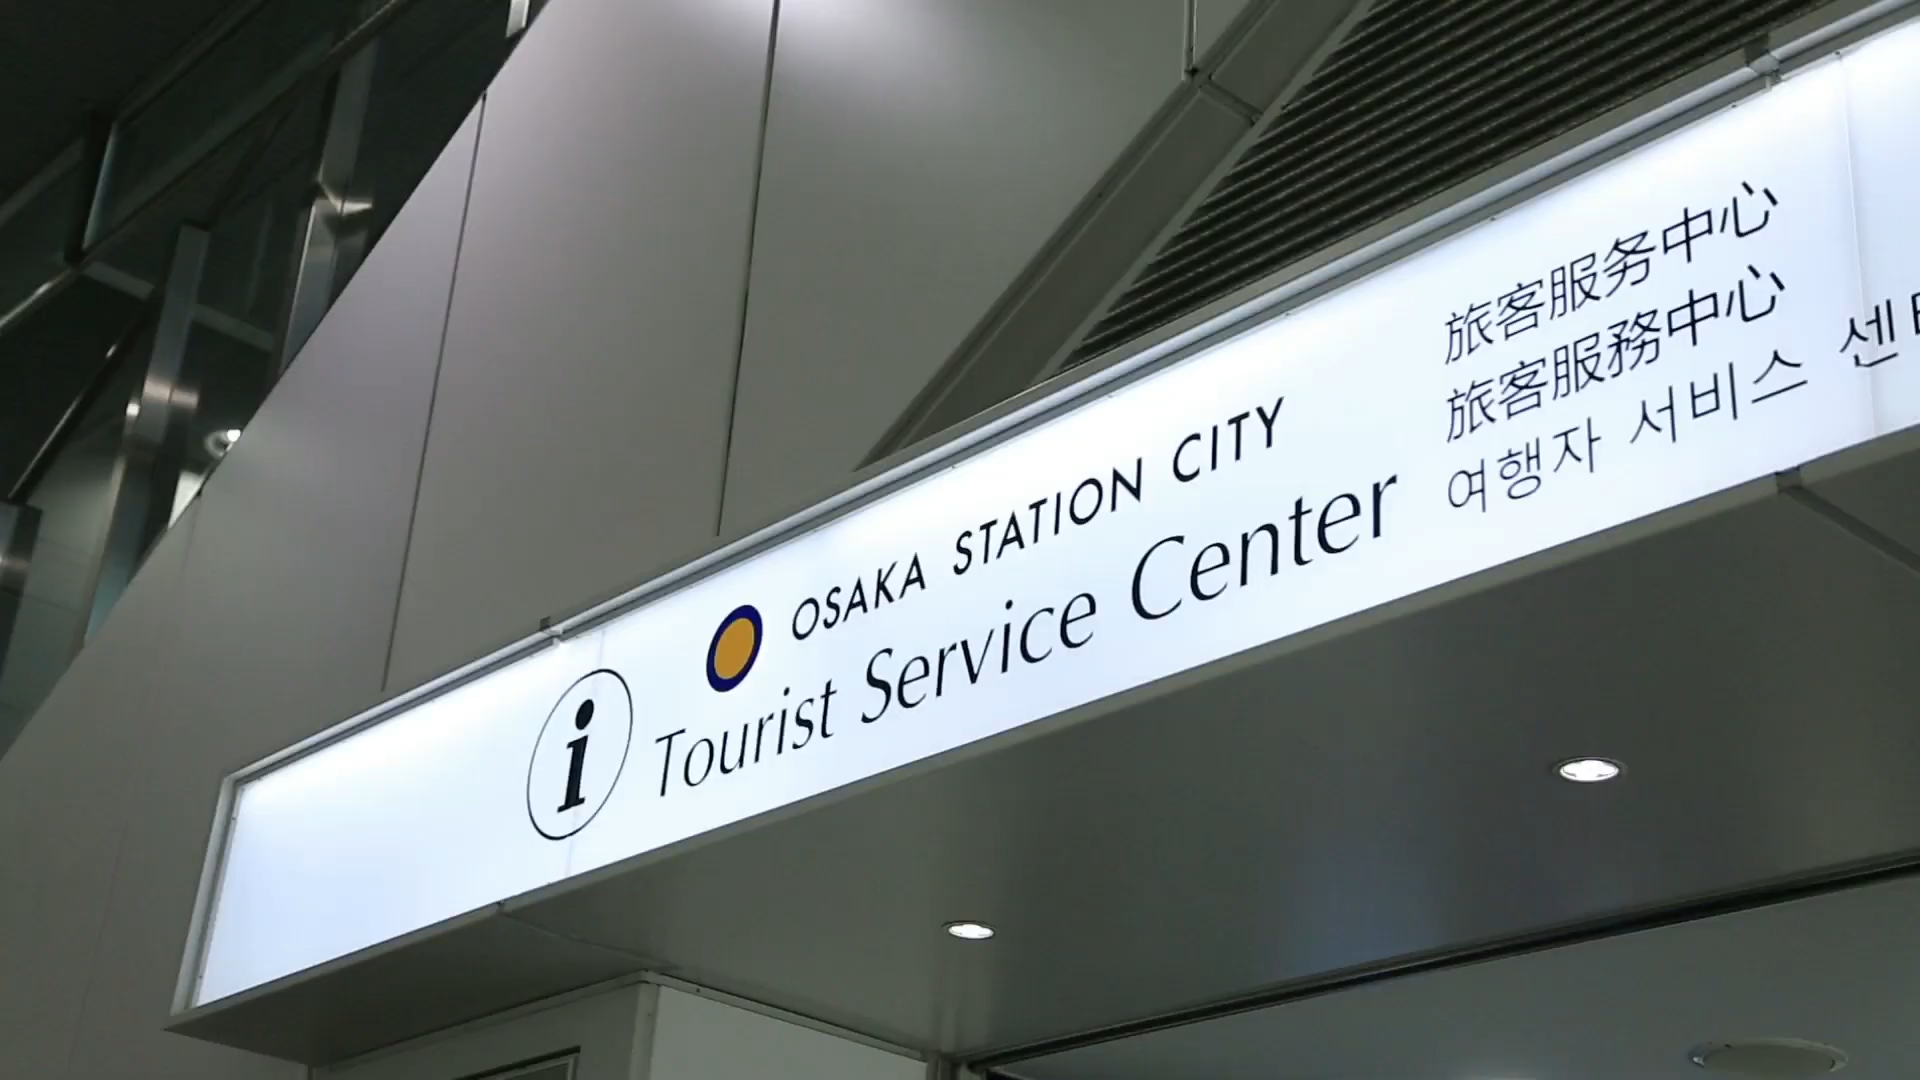 i
OSAKA STATION CITY
Tourist Service Center
旅客服务中心
旅客服務中心
여행자 서비스